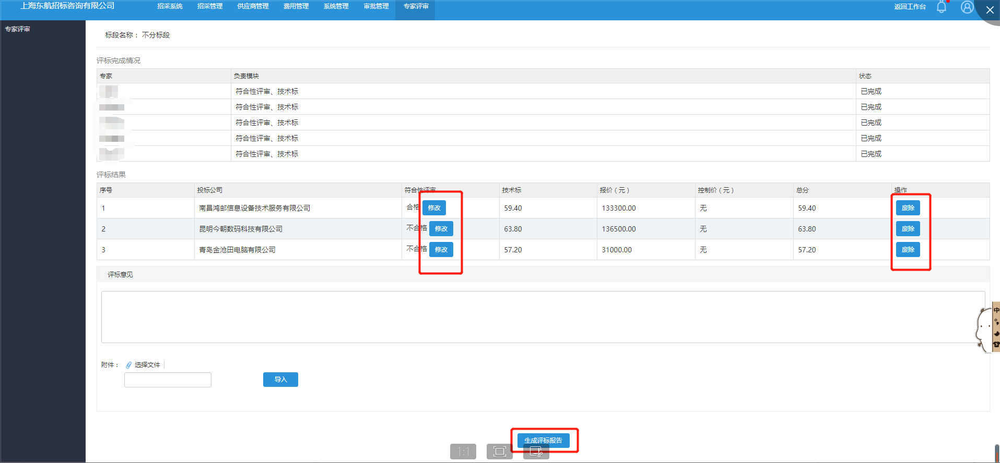 上海东航招标咨询有限公司 招采系统 招采管理 供应商管理 费用管理 系统管理 审批管理 专家评审 返回工作台
专家评审
标段名称： 不分标段
评标完成情况
专家 负责模块 状态
符合性评审、技术标 已完成
符合性评审、技术标 已完成
符合性评审、技术标 已完成
符合性评审、技术标 已完成
符合性评审、技术标 已完成
评标结果
序号 投标公司 符合性评审 技术标 报价（元） 控制价（元） 总分 操作
1 南昌鸿邮信息设备技术服务有限公司 合格 修改 59.40 133300.00 无 59.40 废除
2 昆明今朝数码科技有限公司 不合格 修改 63.80 136500.00 无 63.80 废除
3 青岛金沧田电脑有限公司 不合格 修改 57.20 31000.00 无 57.20 废除
评标意见
中
附件： 选择文件
导入
生成评标报告
1:1